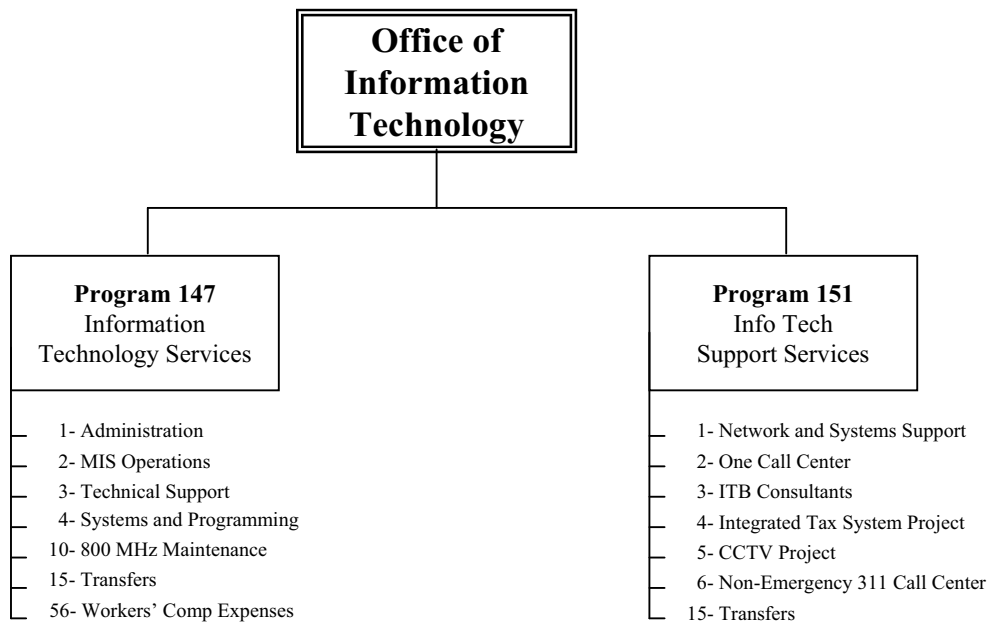 Office of
Information
Technology
Program 147
Information
Technology Services
1- Administration
2- MIS Operations
3- Technical Support
4- Systems and Programming
10- 800 MHz Maintenance
15- Transfers
56- Workers’ Comp Expenses
Program 151
Info Tech
Support Services
1- Network and Systems Support
2- One Call Center
3- ITB Consultants
4- Integrated Tax System Project
5- CCTV Project
6- Non-Emergency 311 Call Center
15- Transfers